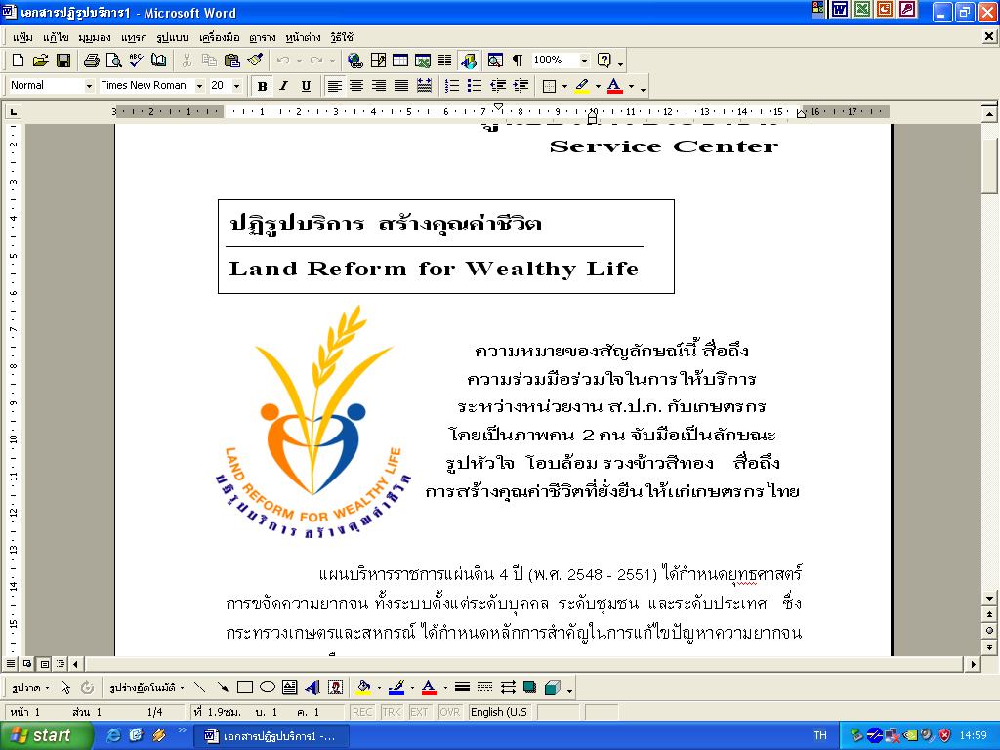 เอกสารปฏิรูปบริการ1 - Microsoft Word
แฟ้ม แก้ไข มุมมอง แทรก รูปแบบ เครื่องมือ ตาราง หน้าต่าง วิธีใช้
100%
Normal Times New Roman 20 B I U
Service Center
ปฏิรูปบริการ สร้างคุณค่าชีวิต
Land Reform for Wealthy Life
ความหมายของสัญลักษณ์นี้ สื่อถึง
ความร่วมมือร่วมใจในการให้บริการ
ระหว่างหน่วยงาน ส.ป.ก. กับเกษตรกร
โดยเป็นภาพคน 2 คน จับมือเป็นลักษณะ
รูปหัวใจ โอบล้อม รวงข้าวสีทอง สื่อถึง
การสร้างคุณค่าชีวิตที่ยั่งยืนให้แก่เกษตรกรไทย
LAND REFORM FOR WEALTHY LIFE
ปฏิรูปบริการ สร้างคุณค่าชีวิต
แผนบริหารราชการแผ่นดิน 4 ปี (พ.ศ. 2548 - 2551) ได้กำหนดยุทธศาสตร์
การขจัดความยากจน ทั้งระบบตั้งแต่ระดับบุคคล ระดับชุมชน และระดับประเทศ ซึ่ง
กระทรวงเกษตรและสหกรณ์ ได้กำหนดหลักการสำคัญในการแก้ไขปัญหาความยากจน
รูปวาด รูปร่างอัตโนมัติ
หน้า 1 ส่วน 1 1/4 ที่ 1.9ซม. บ. 1 ค. 1 REC TRK EXT OVR English (U.S
start เอกสารปฏิรูปบริการ1 -... TH 14:59